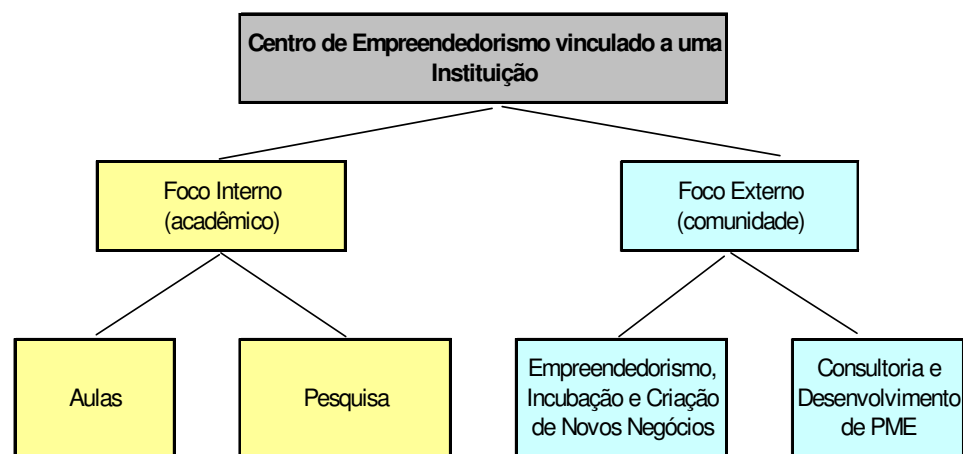 Centro de Empreendedorismo vinculado a uma
Instituição
Foco Interno
(acadêmico)
Foco Externo
(comunidade)
Aulas
Pesquisa
Empreendedorismo,
Incubação e Criação
de Novos Negócios
Consultoria e
Desenvolvimento
de PME